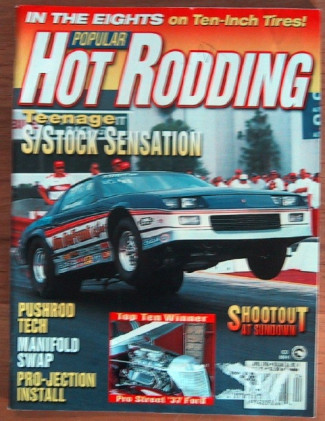 IN THE EIGHTS on Ten-Inch Tires!
POPULAR
HOT RODDING
Teenage
S/STOCK SENSATION
PUSHROD
TECH
MANIFOLD
SWAP
PRO-JECTION
INSTALL
Top Ten Winner
Pro Street '37 Ford
SHOOTOUT
AT SUNDOWN